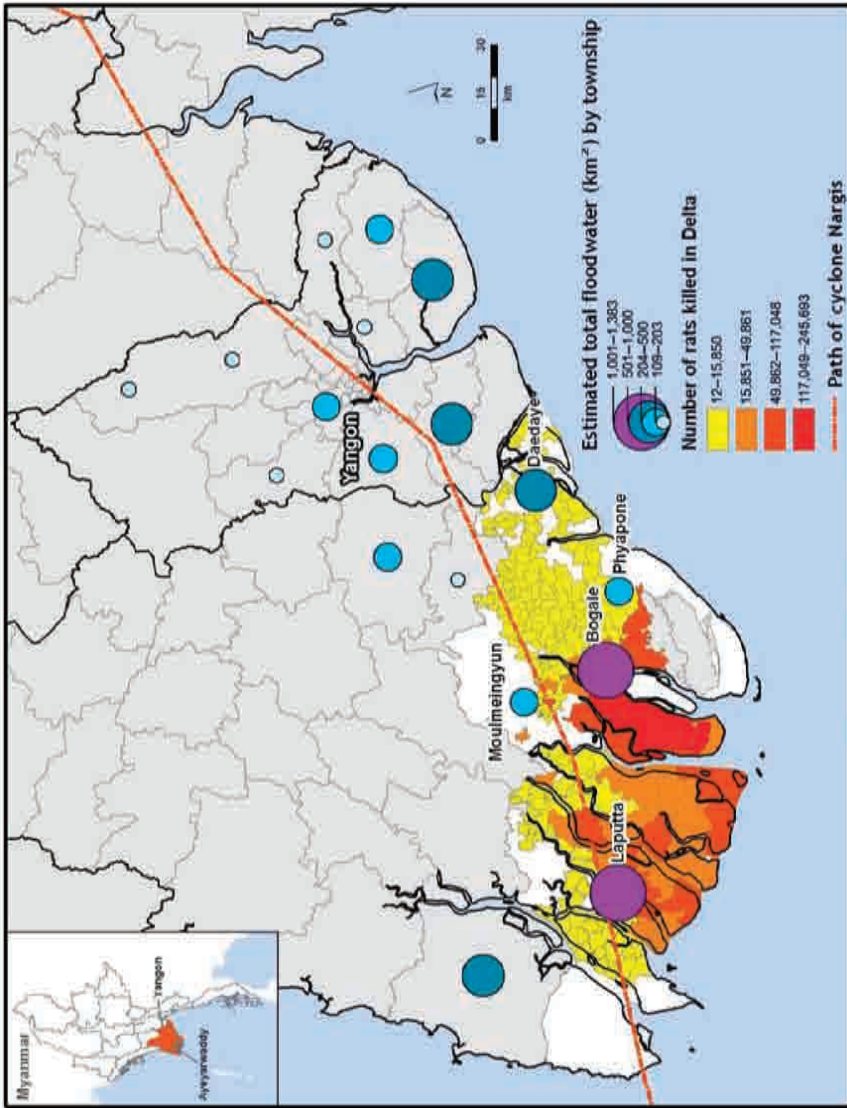 Myanmar
Yangon
Ayeyarwaddy
Yangon
Daedaye
Phyapone
Bogale
Moulmeingyun
Laputta
N
0 15 30
km
Estimated total floodwater (km²) by township
1,001–1,383
501–1,000
204–500
109–203
Number of rats killed in Delta
12–15,850
15,851–49,861
49,862–117,048
117,049–245,693
Path of cyclone Nargis